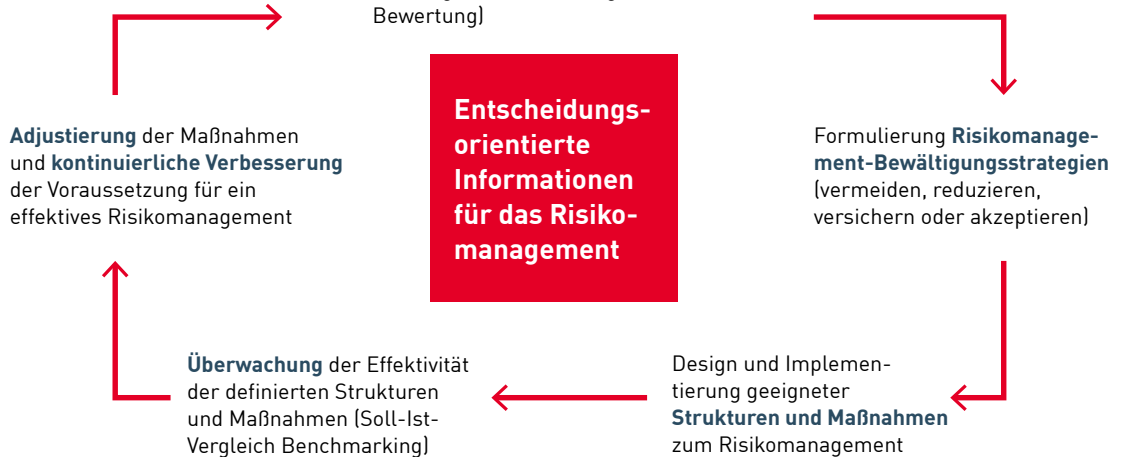 Bewertung)
Entscheidungs-
orientierte
Informationen
für das Risiko-
management
Adjustierung der Maßnahmen
und kontinuierliche Verbesserung
der Voraussetzung für ein
effektives Risikomanagement
Formulierung Risikomanage-
ment-Bewältigungsstrategien
(vermeiden, reduzieren,
versichern oder akzeptieren)
Überwachung der Effektivität
der definierten Strukturen
und Maßnahmen (Soll-Ist-
Vergleich Benchmarking)
Design und Implemen-
tierung geeigneter
Strukturen und Maßnahmen
zum Risikomanagement